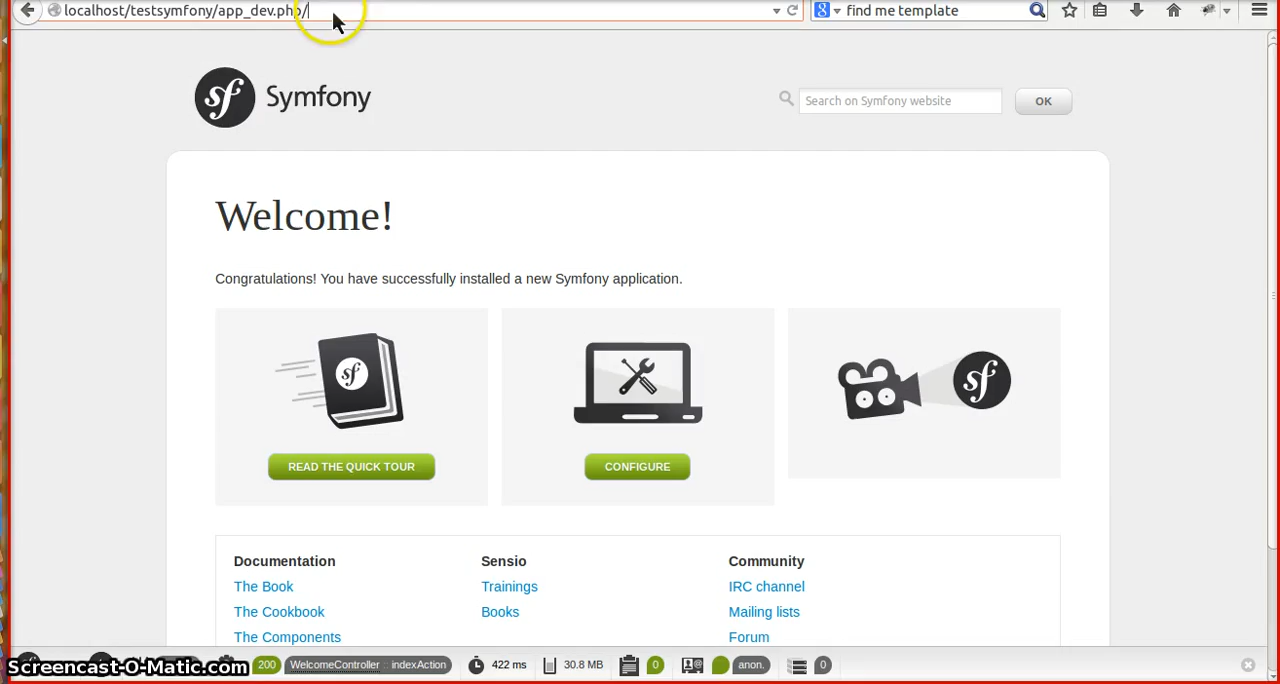 localhost/testsymfony/app_dev.php/
find me template
sf Symfony
Search on Symfony website
OK
Welcome!
Congratulations! You have successfully installed a new Symfony application.
sf
sf
READ THE QUICK TOUR
CONFIGURE
Documentation
Sensio
Community
The Book
Trainings
IRC channel
The Cookbook
Books
Mailing lists
The Components
Forum
Screencast-O-Matic.com
200 WelcomeController :: indexAction 422 ms 30.8 MB 0 anon. 0